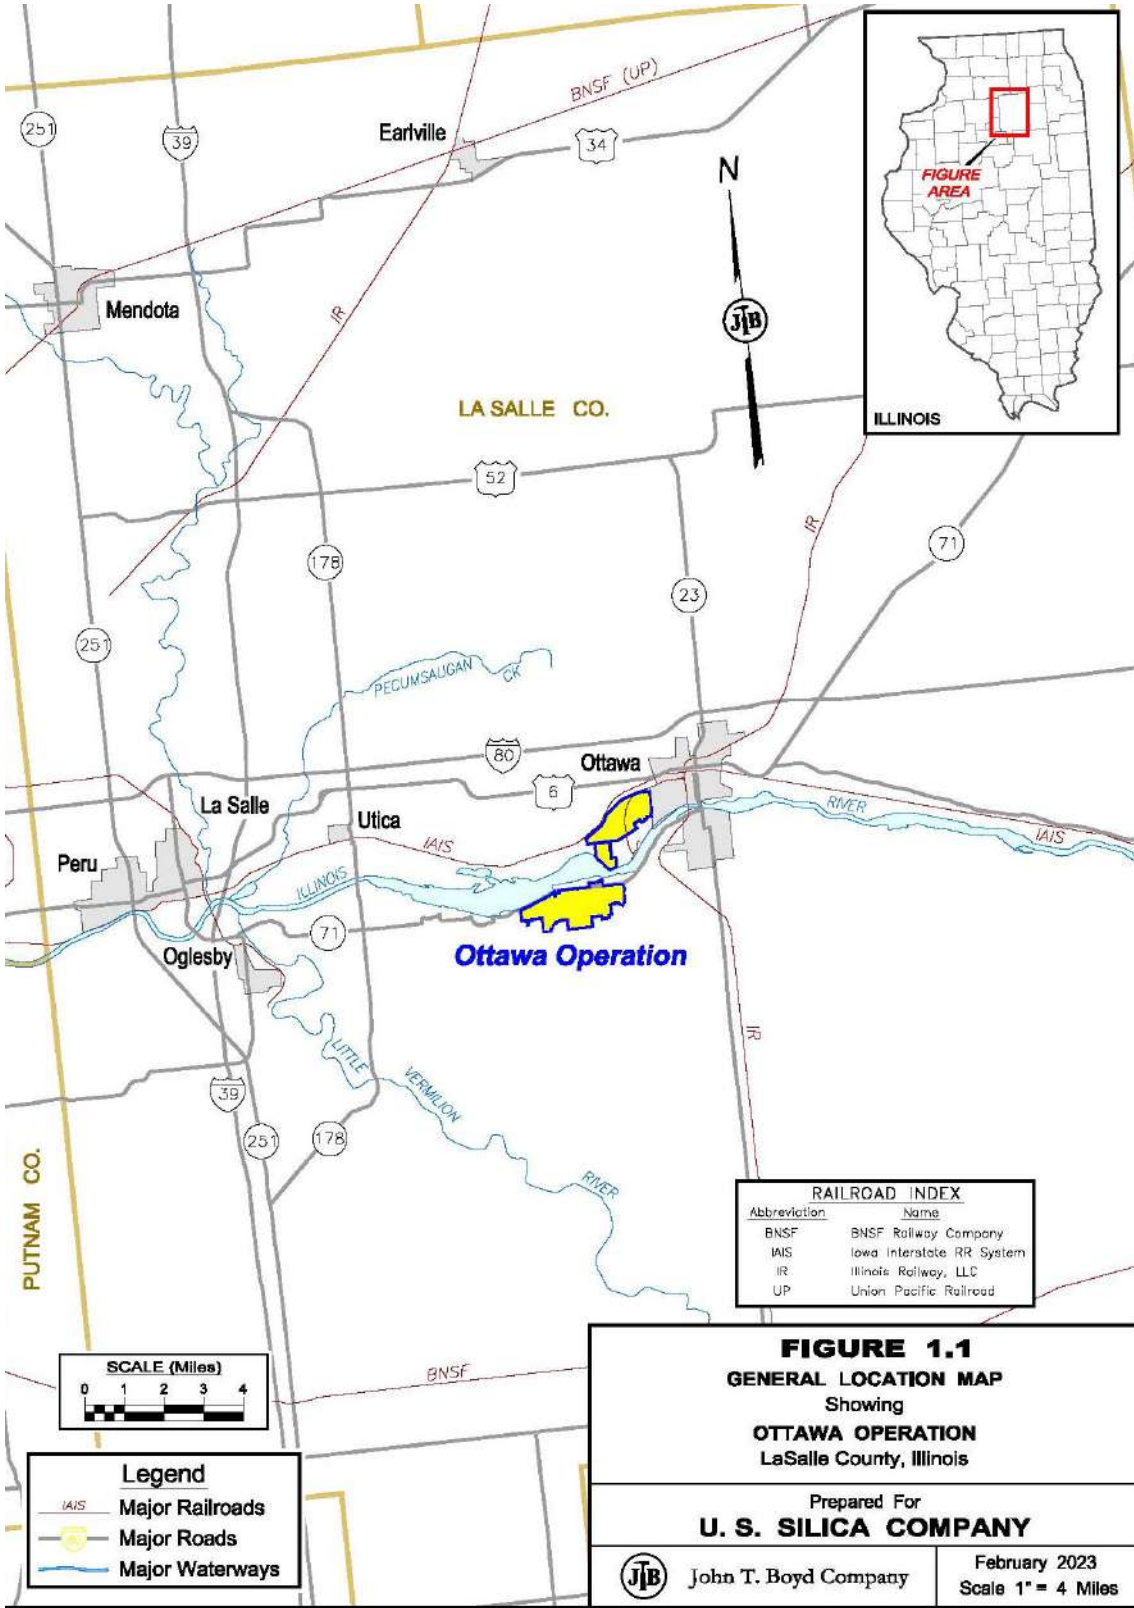 BNSF (UP)
251
39
Earlville
34
N
JTB
FIGURE
AREA
ILLINOIS
Mendota
IR
LA SALLE CO.
52
IR
71
178
23
251
PECUMSAUGAN
CK
80
Ottawa
6
La Salle
Utica
RIVER
IAIS
IAIS
Peru
ILLINOIS
71
Oglesby
Ottawa Operation
IR
LITTLE
VERMILION
39
251
178
RIVER
PUTNAM CO.
RAILROAD INDEX
Abbreviation Name
BNSF BNSF Railway Company
IAIS Iowa Interstate RR System
IR Illinois Railway, LLC
UP Union Pacific Railroad
SCALE (Miles)
0 1 2 3 4
BNSF
FIGURE 1.1
GENERAL LOCATION MAP
Showing
OTTAWA OPERATION
LaSalle County, Illinois
Prepared For
U. S. SILICA COMPANY
JTB John T. Boyd Company
February 2023
Scale 1" = 4 Miles
Legend
IAIS Major Railroads
Major Roads
Major Waterways